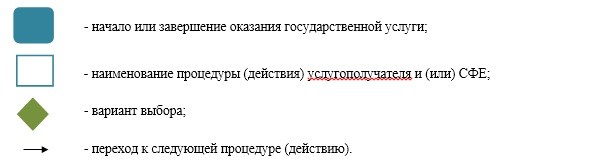 - начало или завершение оказания государственной услуги;
- наименование процедуры (действия) услугополучателя и (или) СФЕ;
- вариант выбора;
- переход к следующей процедуре (действию).